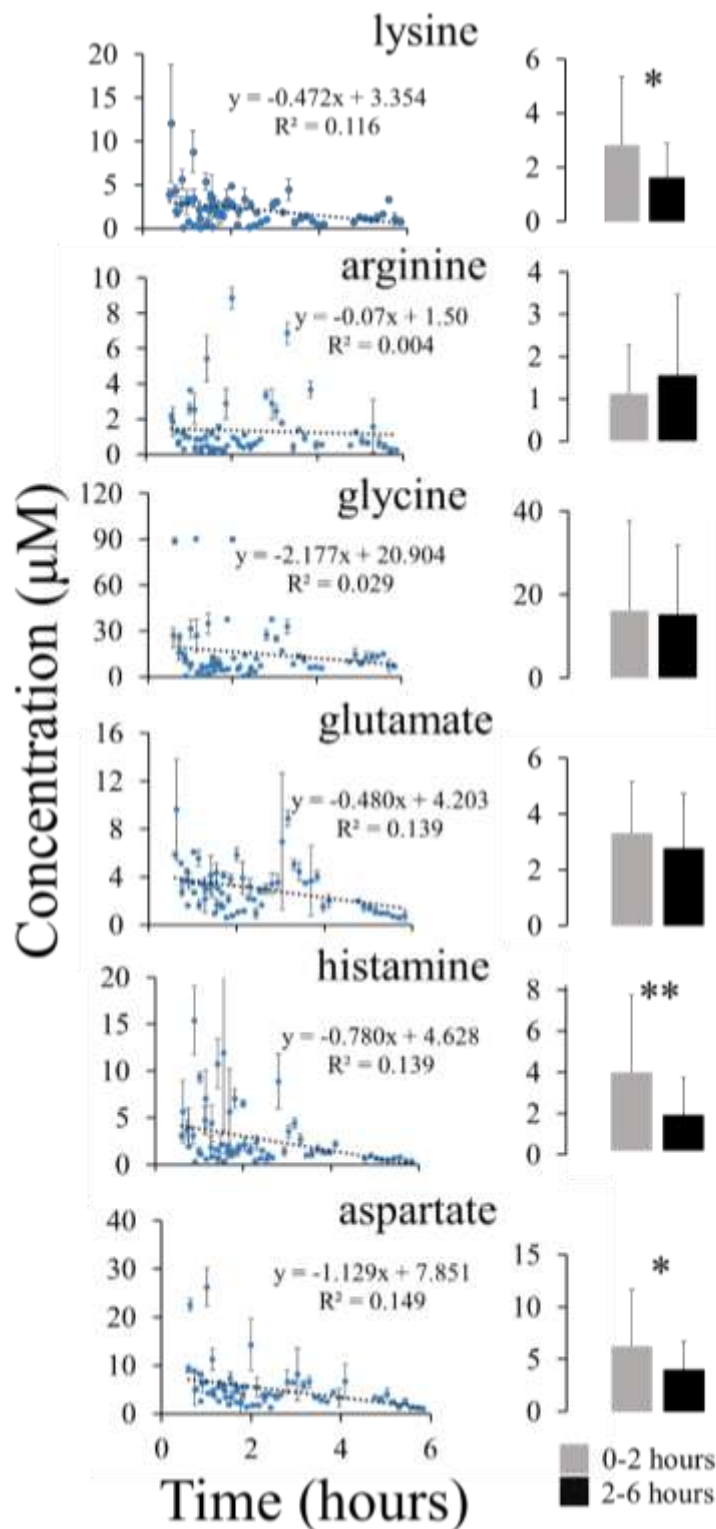 lysine
20
15
10
5
0
y = -0.472x + 3.354
R² = 0.116
6
4
2
0
*
arginine
10
8
6
4
2
0
y = -0.07x + 1.50
R² = 0.004
4
3
2
1
0
glycine
120
90
60
30
0
y = -2.177x + 20.904
R² = 0.029
40
20
0
glutamate
16
12
8
4
0
y = -0.480x + 4.203
R² = 0.139
6
4
2
0
histamine
20
15
10
5
0
y = -0.780x + 4.628
R² = 0.139
8
6
4
2
0
**
aspartate
40
30
20
10
0
y = -1.129x + 7.851
R² = 0.149
15
10
5
0
*
0 2 4 6
Concentration (µM)
Time (hours)
0-2 hours
2-6 hours